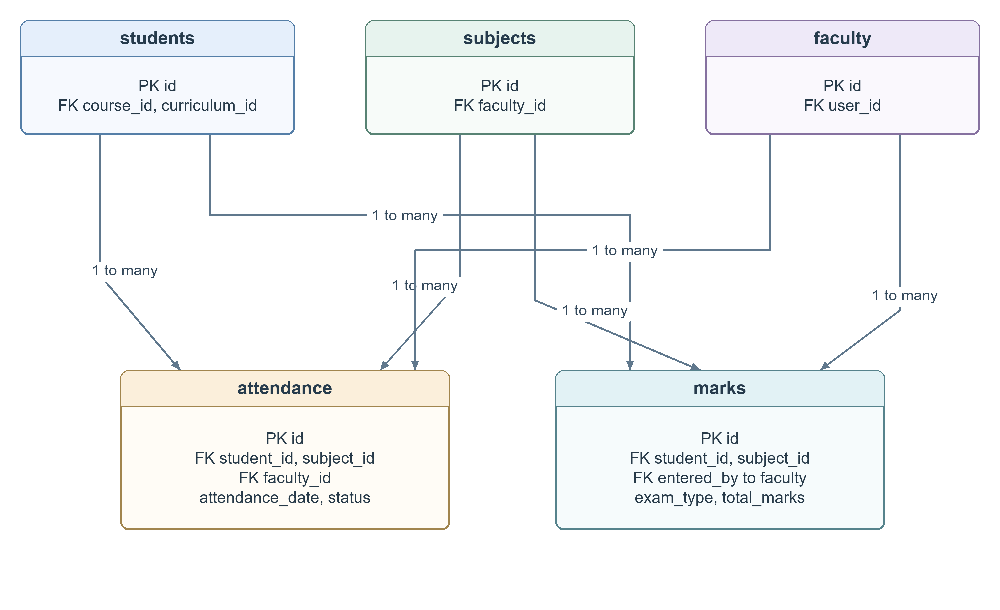 students
PK id
FK course_id, curriculum_id
subjects
PK id
FK faculty_id
faculty
PK id
FK user_id
1 to many
1 to many
1 to many
1 to many
1 to many
1 to many
attendance
PK id
FK student_id, subject_id
FK faculty_id
attendance_date, status
marks
PK id
FK student_id, subject_id
FK entered_by to faculty
exam_type, total_marks